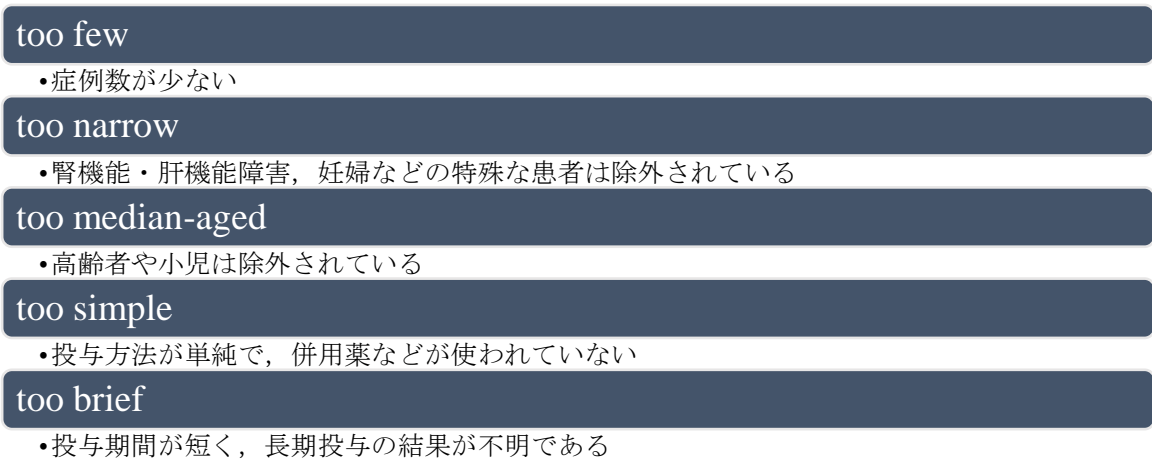 too few
•症例数が少ない
too narrow
•腎機能・肝機能障害，妊婦などの特殊な患者は除外されている
too median-aged
•高齢者や小児は除外されている
too simple
•投与方法が単純で，併用薬などが使われていない
too brief
•投与期間が短く，長期投与の結果が不明である